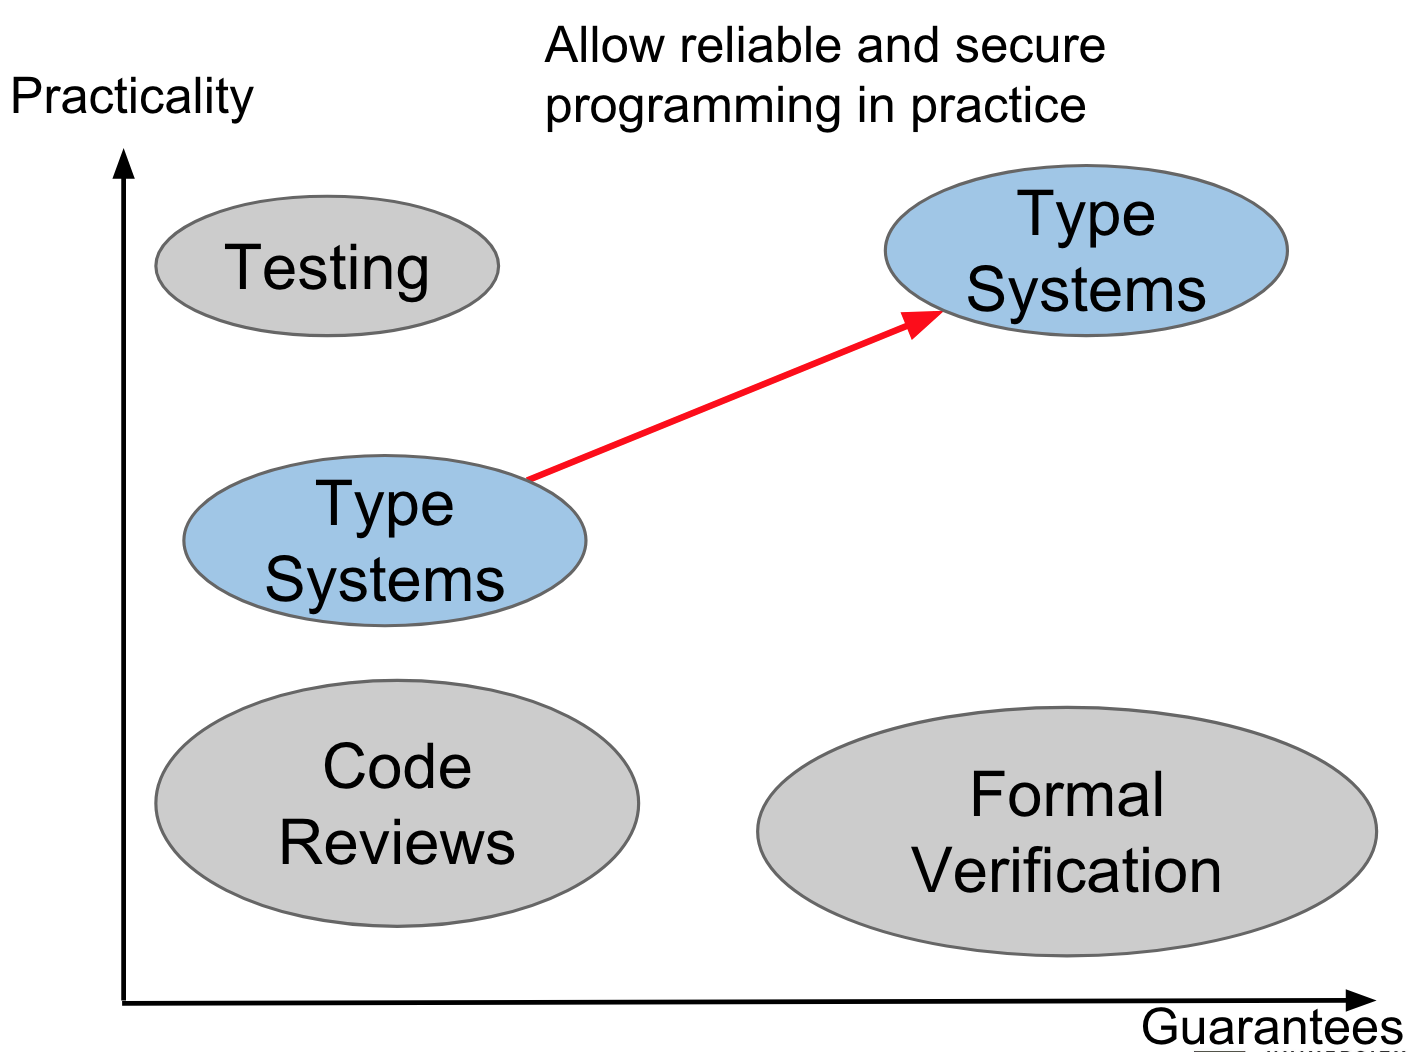 Allow reliable and secure
programming in practice
Practicality
Testing
Type
Systems
Type
Systems
Code
Reviews
Formal
Verification
Guarantees